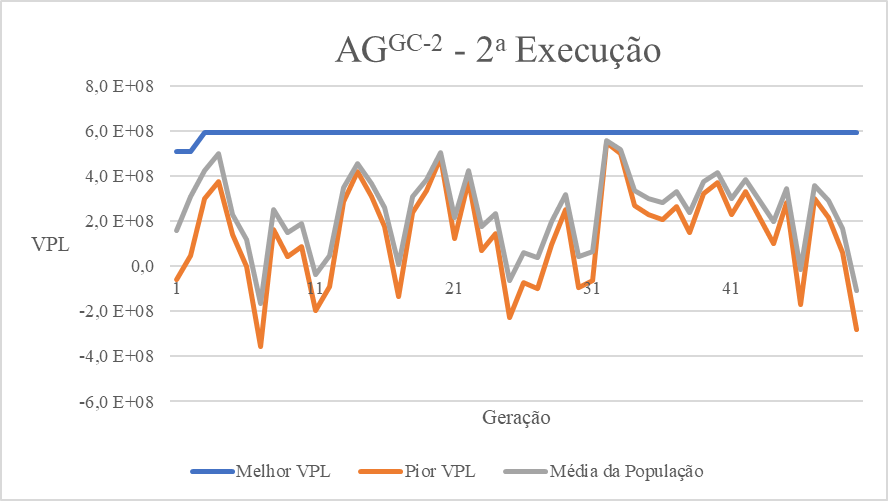 AGGC-2 - 2ª Execução
8,0 E+08
6,0 E+08
4,0 E+08
2,0 E+08
0,0
-2,0 E+08
-4,0 E+08
-6,0 E+08
VPL
1 11 21 31 41
Geração
Melhor VPL Pior VPL Média da População